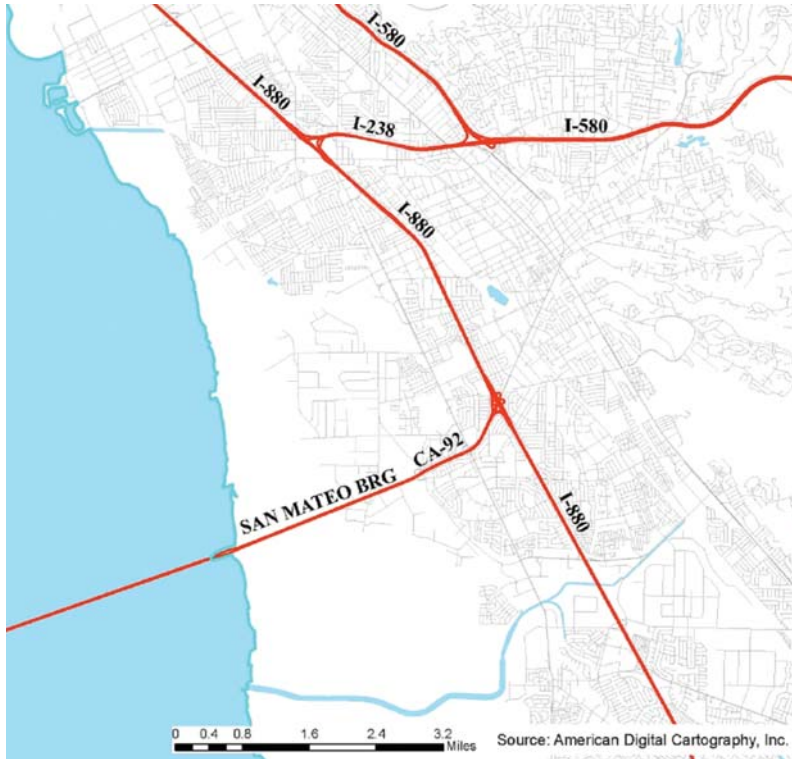 I-580
I-880
I-238
I-580
I-880
CA-92
SAN MATEO BRG
I-880
0 0.4 0.8 1.6 2.4 3.2
Miles
Source: American Digital Cartography, Inc.